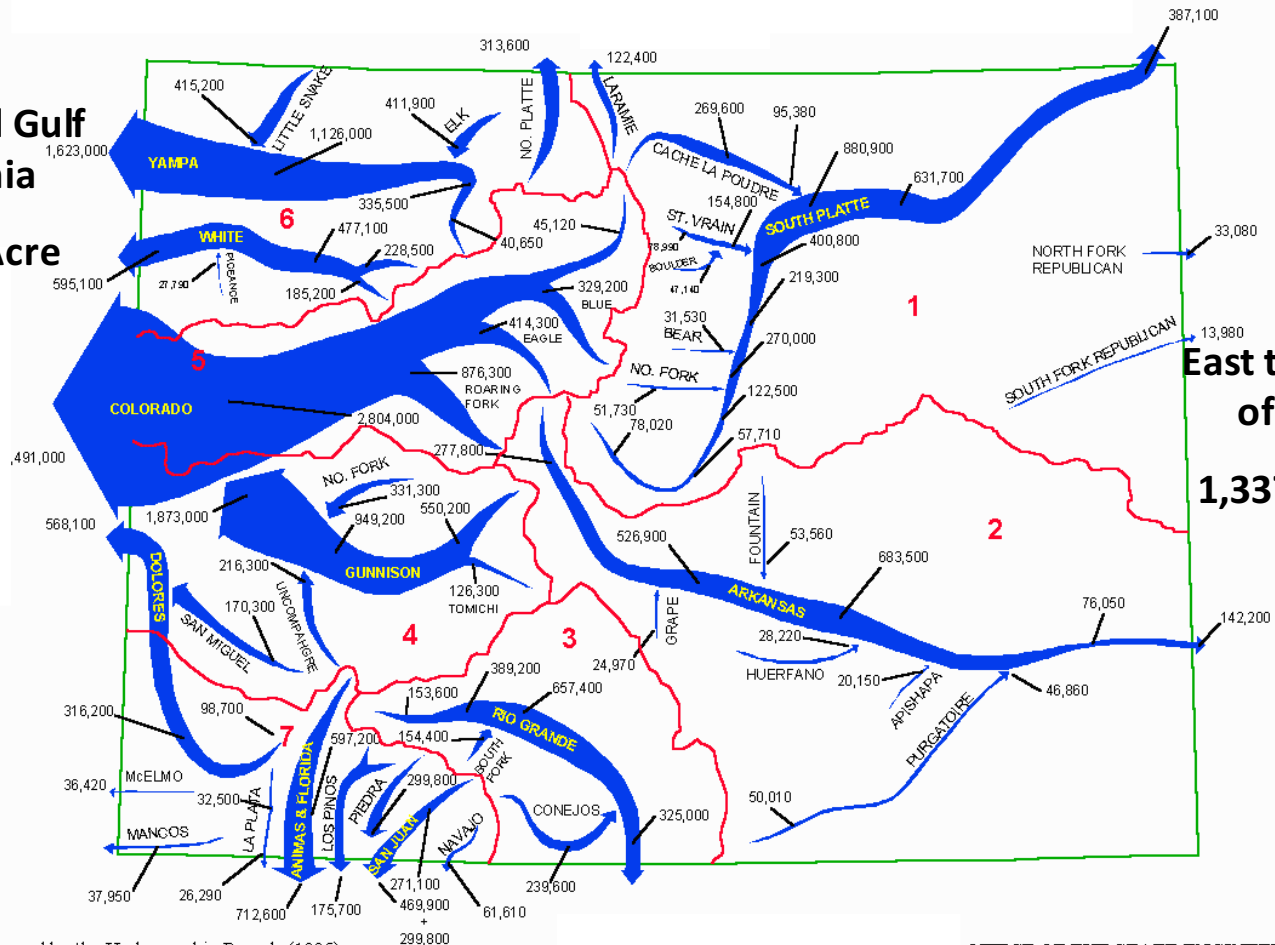 387,100
313,600
122,400
415,200
LITTLE SNAKE
411,900
ELK
NO. PLATTE
LARAMIE
269,600
95,380
Gulf
1,623,000
YAMPA
1,126,000
CACHE LA POUDRE
880,900
631,700
335,500
154,800
SOUTH PLATTE
6
45,120
ST. VRAIN
Acre
WHITE
477,100
228,500
40,650
78,990
BOULDER
400,800
NORTH FORK
REPUBLICAN
33,080
595,100
27,790
PICEANCE
185,200
329,200
BLUE
47,140
219,300
1
414,300
EAGLE
31,530
BEAR
270,000
SOUTH FORK REPUBLICAN
13,980
5
876,300
ROARING
FORK
NO. FORK
East
COLORADO
2,804,000
51,730
122,500
of
78,020
57,710
277,800
,491,000
NO. FORK
331,300
1,873,000
949,200
550,200
568,100
526,900
FOUNTAIN
53,560
2
216,300
GUNNISON
683,500
DOLORES
UNCOMPAHGRE
126,300
TOMICHI
ARKANSAS
170,300
SAN MIGUEL
4
3
GRAPE
28,220
76,050
142,200
24,970
HUERFANO
20,150
APISHAPA
46,860
389,200
153,600
657,400
316,200
98,700
7
597,200
154,400
RIO GRANDE
SOUTH
FORK
PURGATOIRE
McELMO
36,420
32,500
LA PLATA
ANIMAS & FLORIDA
LOS PINOS
PIEDRA
299,800
CONEJOS
325,000
50,010
MANCOS
SAN JUAN
NAVAJO
37,950
26,290
271,100
239,600
712,600
175,700
469,900
+
299,800
61,610